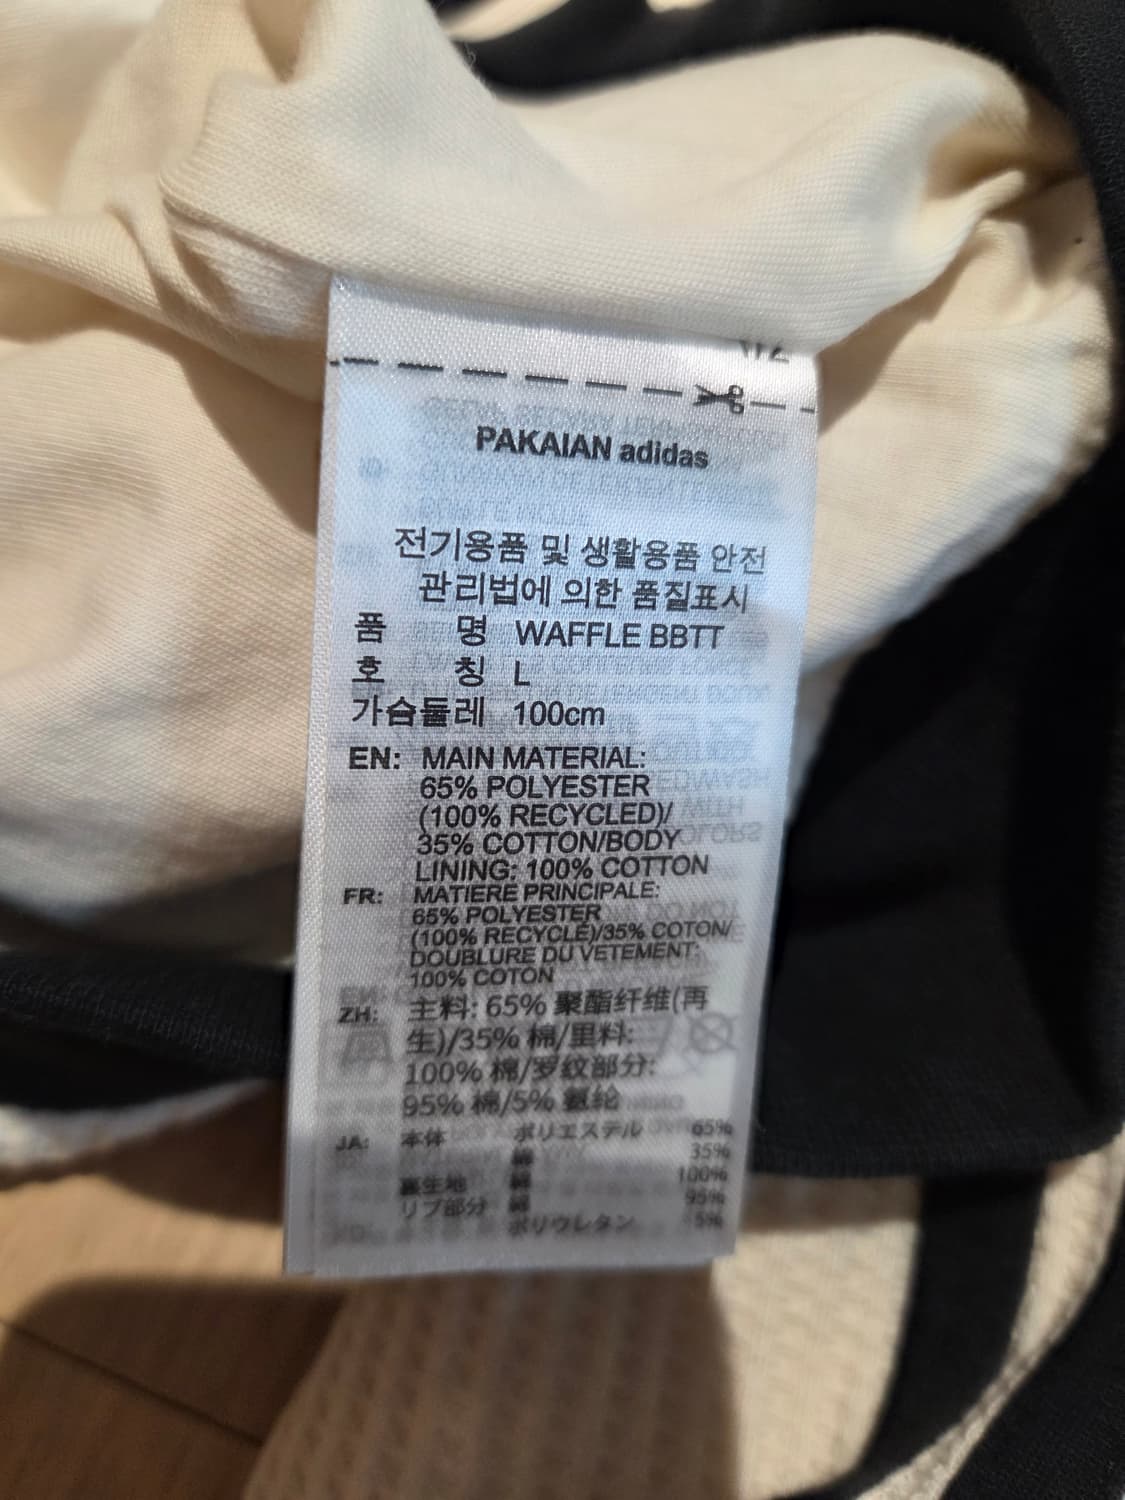 PAKAIAN adidas
전기용품 및 생활용품 안전
관리법에 의한 품질표시
품 명 WAFFLE BBTT
호 칭 L
가슴둘레 100cm
EN: MAIN MATERIAL:
65% POLYESTER
(100% RECYCLED)/
35% COTTON/BODY
LINING: 100% COTTON
FR: MATIERE PRINCIPALE:
65% POLYESTER
(100% RECYCLÉ)/35% COTON/
DOUBLURE DU VETEMENT:
100% COTON
ZH: 主料: 65% 聚酯纤维(再
生)/35% 棉/里料:
100% 棉/罗纹部分:
95% 棉/5% 氨纶
JA: 本体 ポリエステル 65%
綿 35%
裏生地 綿 100%
リブ部分 綿 95%
ポリウレタン 5%